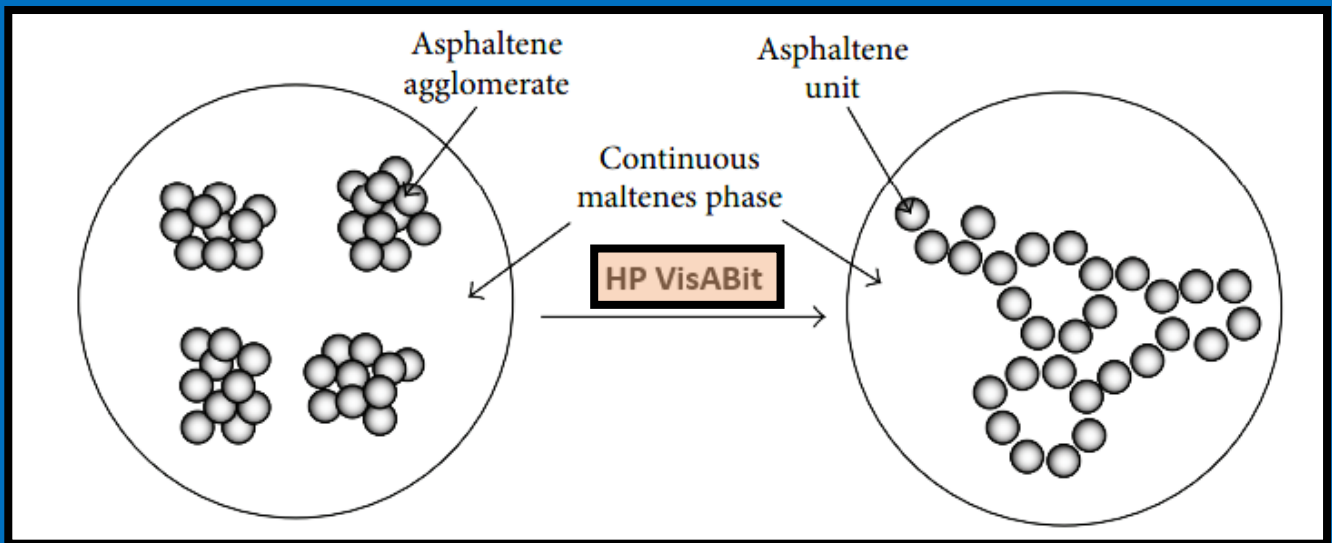 Asphaltene
agglomerate
Asphaltene
unit
Continuous
maltenes phase
HP VisABit